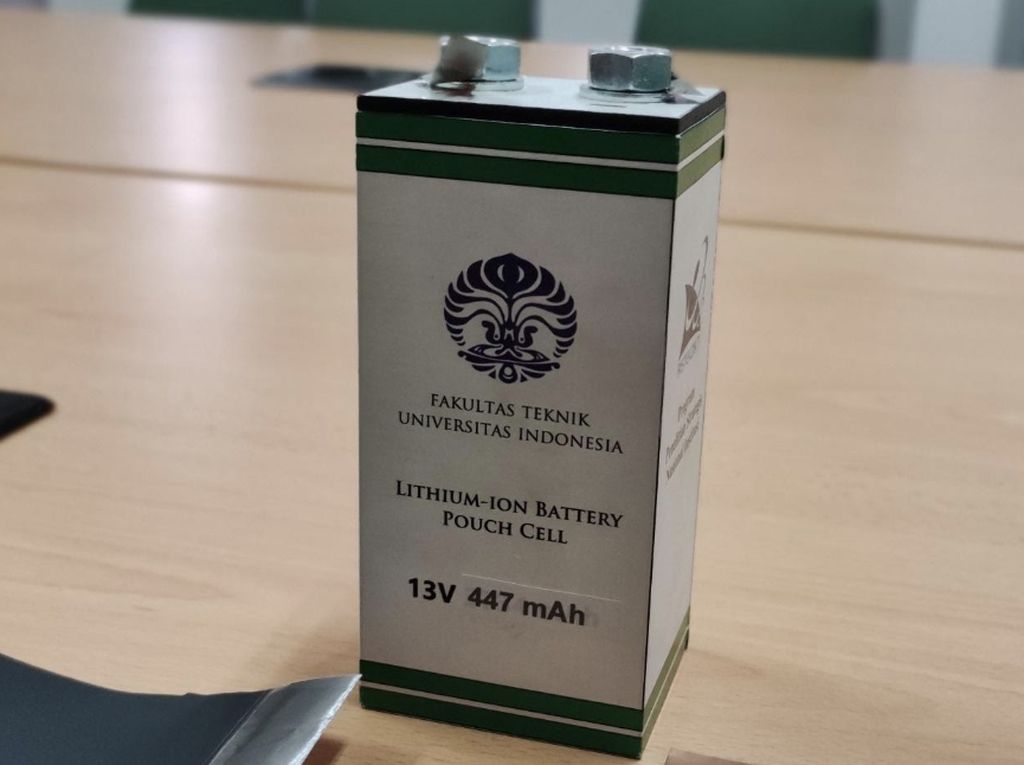 FAKULTAS TEKNIK
UNIVERSITAS INDONESIA
LITHIUM-ION BATTERY
POUCH CELL
13V 447 mAh